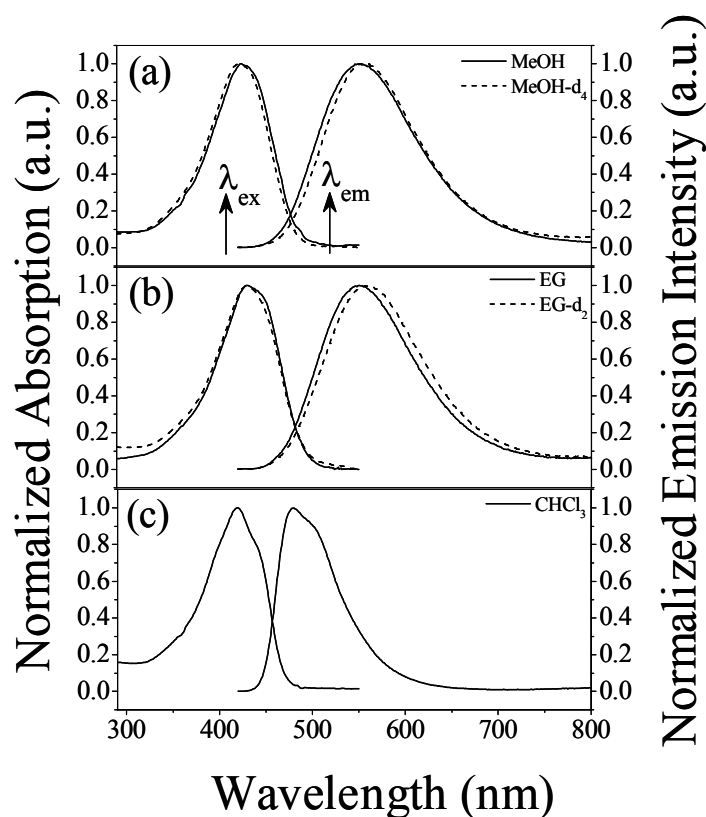 Normalized Absorption (a.u.)
Normalized Emission Intensity (a.u.)
(a)
MeOH
MeOH-d4
λex
λem
1.0
0.8
0.6
0.4
0.2
0.0
1.0
0.8
0.6
0.4
0.2
0.0
(b)
EG
EG-d2
1.0
0.8
0.6
0.4
0.2
0.0
1.0
0.8
0.6
0.4
0.2
0.0
(c)
CHCl3
1.0
0.8
0.6
0.4
0.2
0.0
1.0
0.8
0.6
0.4
0.2
0.0
300 400 500 600 700 800
Wavelength (nm)